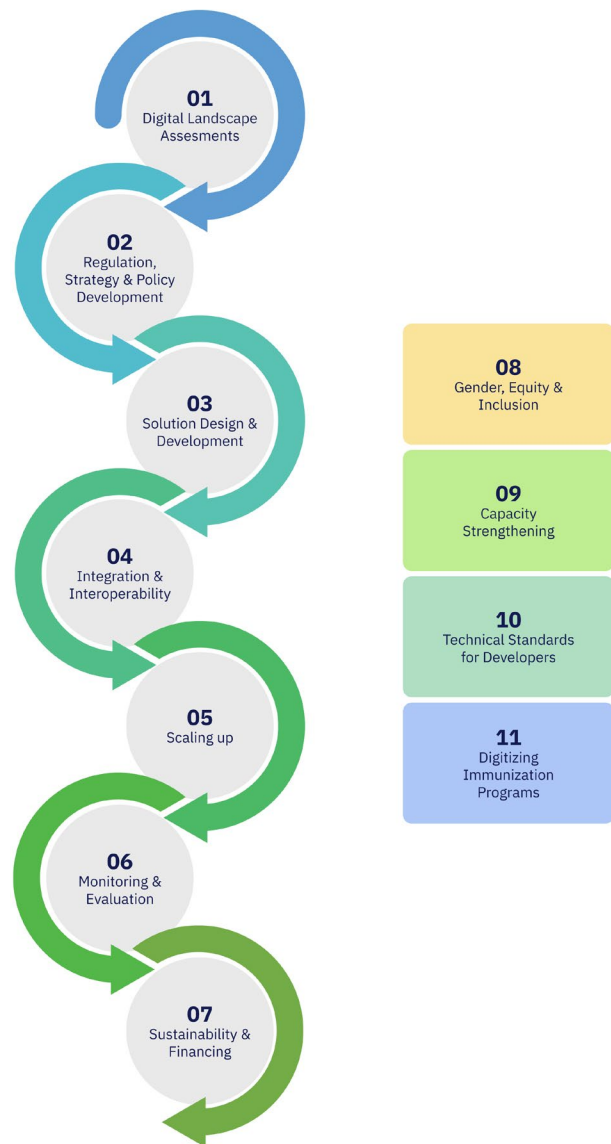 01
Digital Landscape
Assesments
02
Regulation,
Strategy & Policy
Development
03
Solution Design &
Development
04
Integration &
Interoperability
05
Scaling up
06
Monitoring &
Evaluation
07
Sustainability &
Financing
08
Gender, Equity &
Inclusion
09
Capacity
Strengthening
10
Technical Standards
for Developers
11
Digitizing
Immunization
Programs